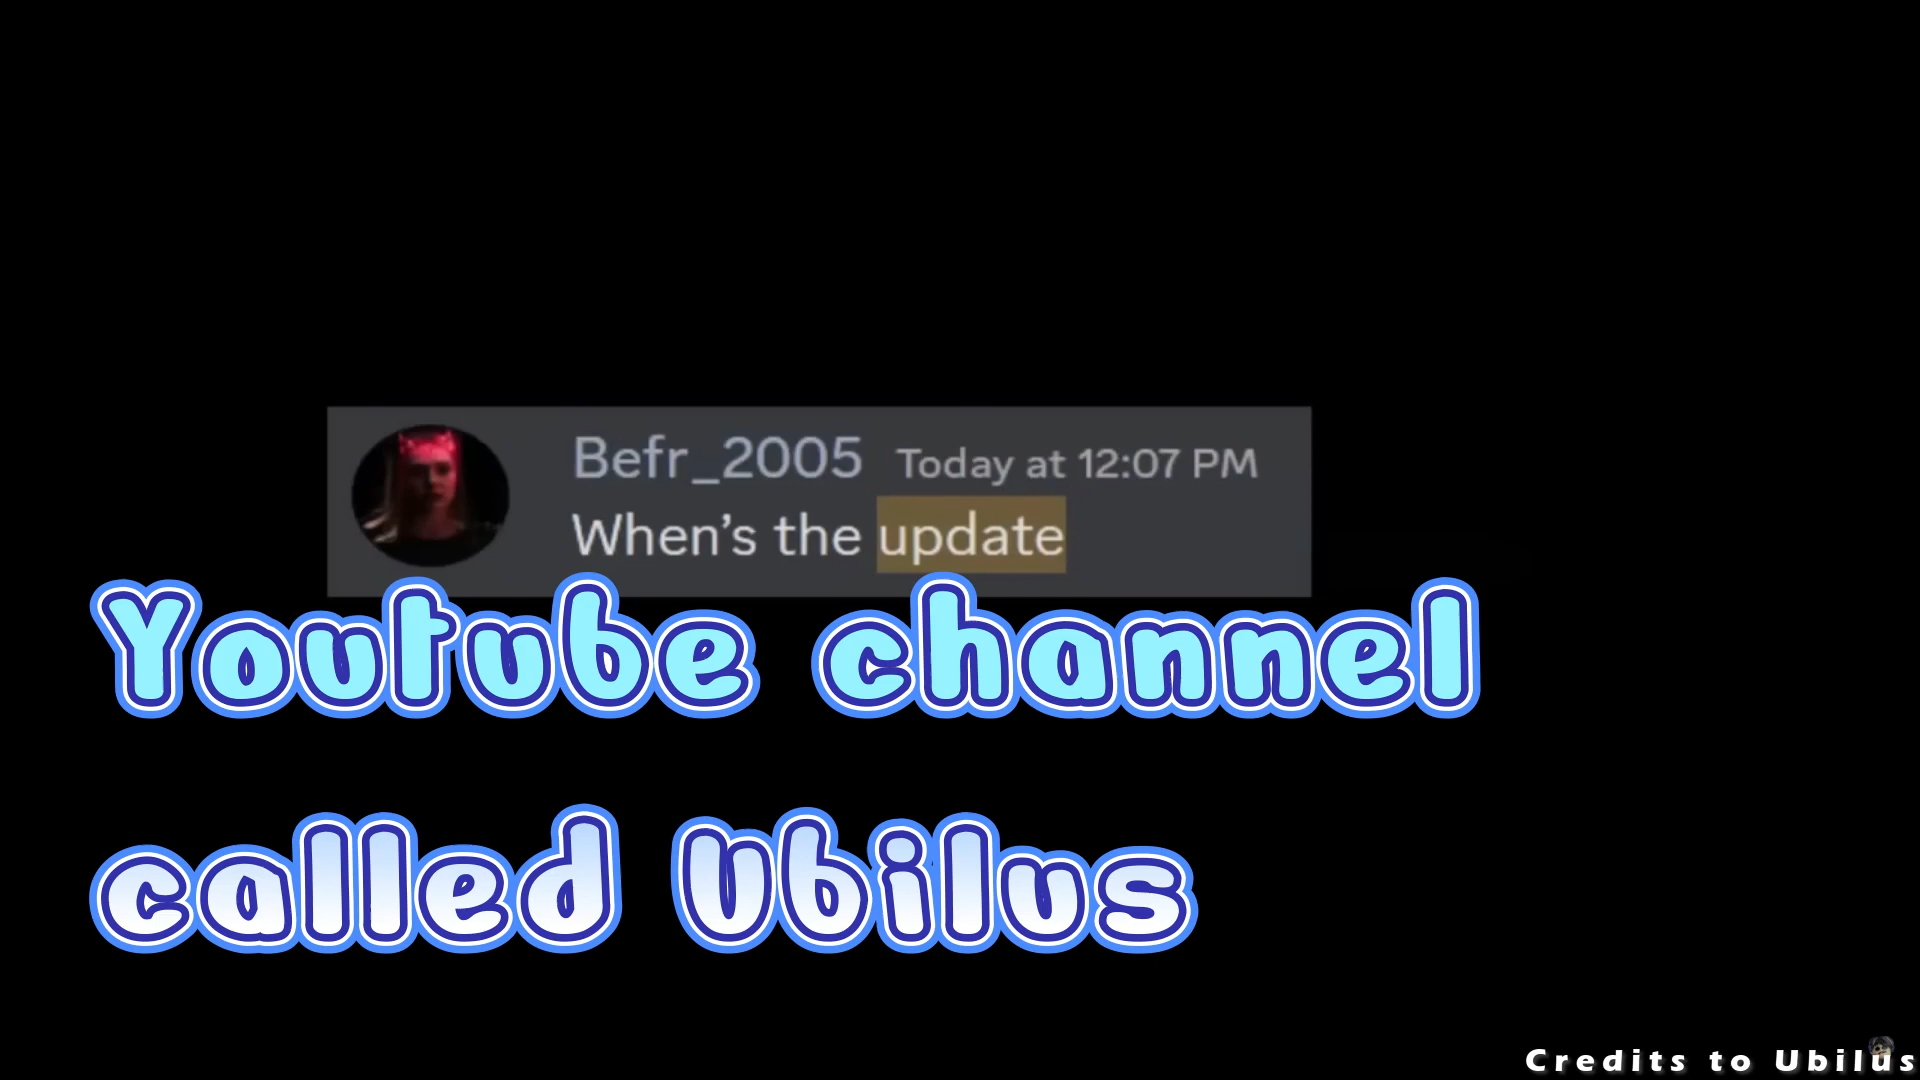 Befr_2005 Today at 12:07 PM
When's the update
Youtube channel
called Ubilus
Credits to Ubilus